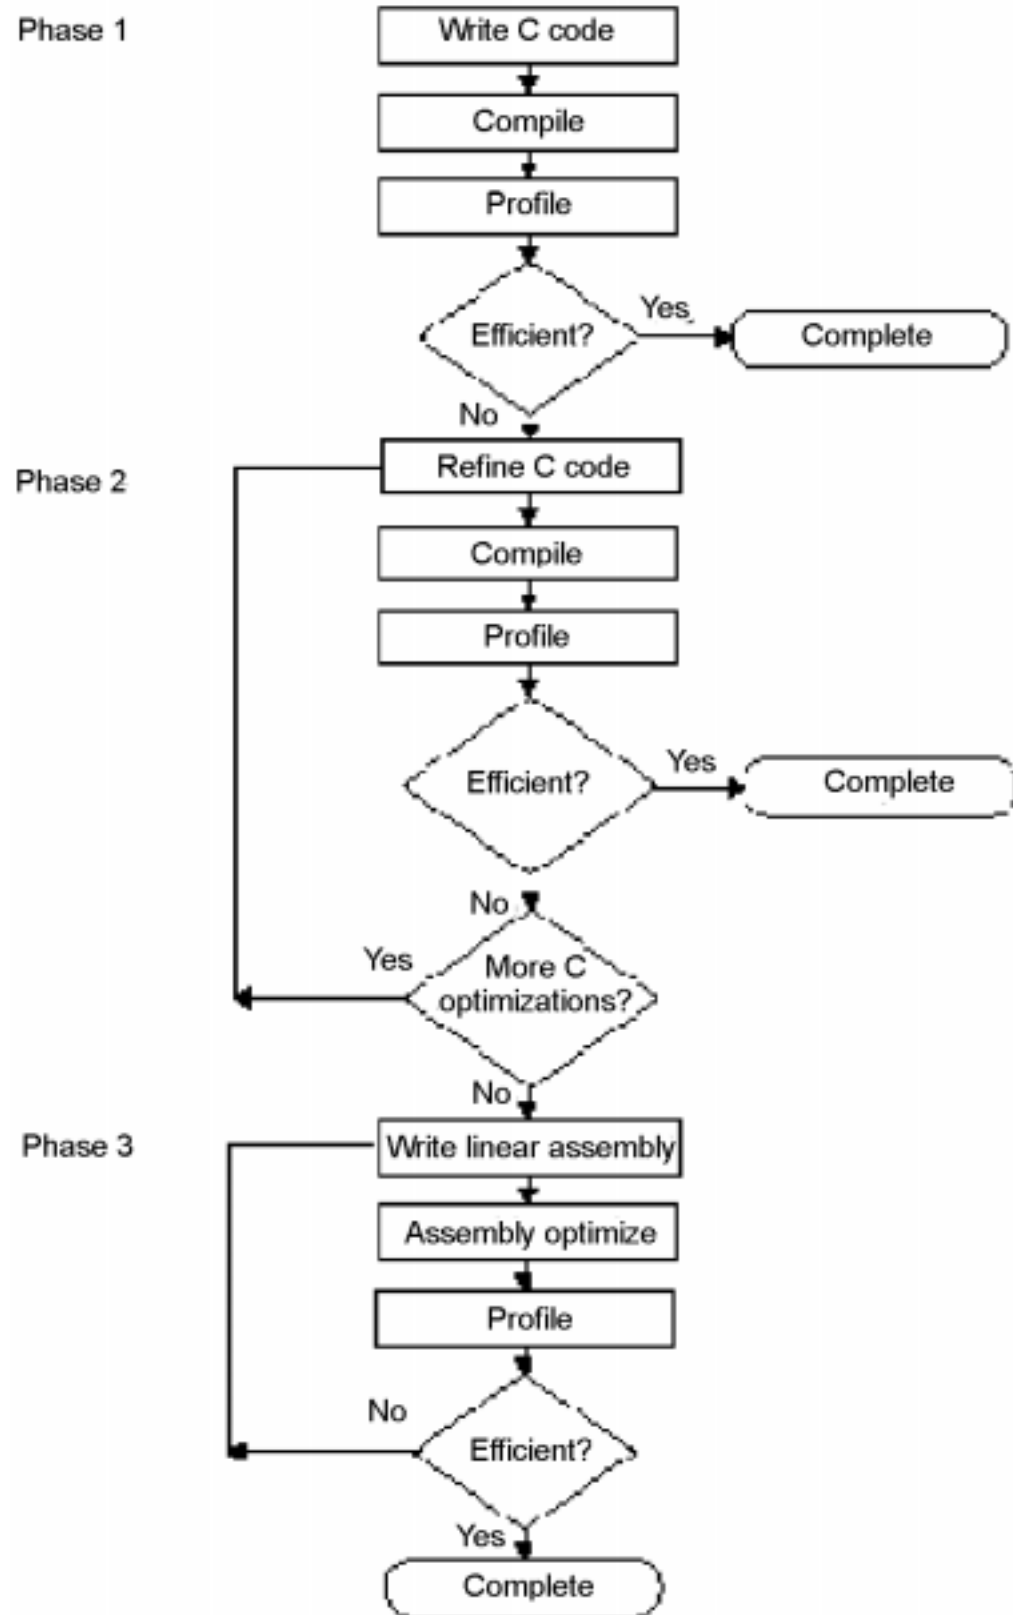 Phase 1
Write C code
Compile
Profile
Efficient?
Yes
Complete
No
Phase 2
Refine C code
Compile
Profile
Efficient?
Yes
Complete
No
More C
optimizations?
Yes
No
Phase 3
Write linear assembly
Assembly optimize
Profile
Efficient?
No
Yes
Complete